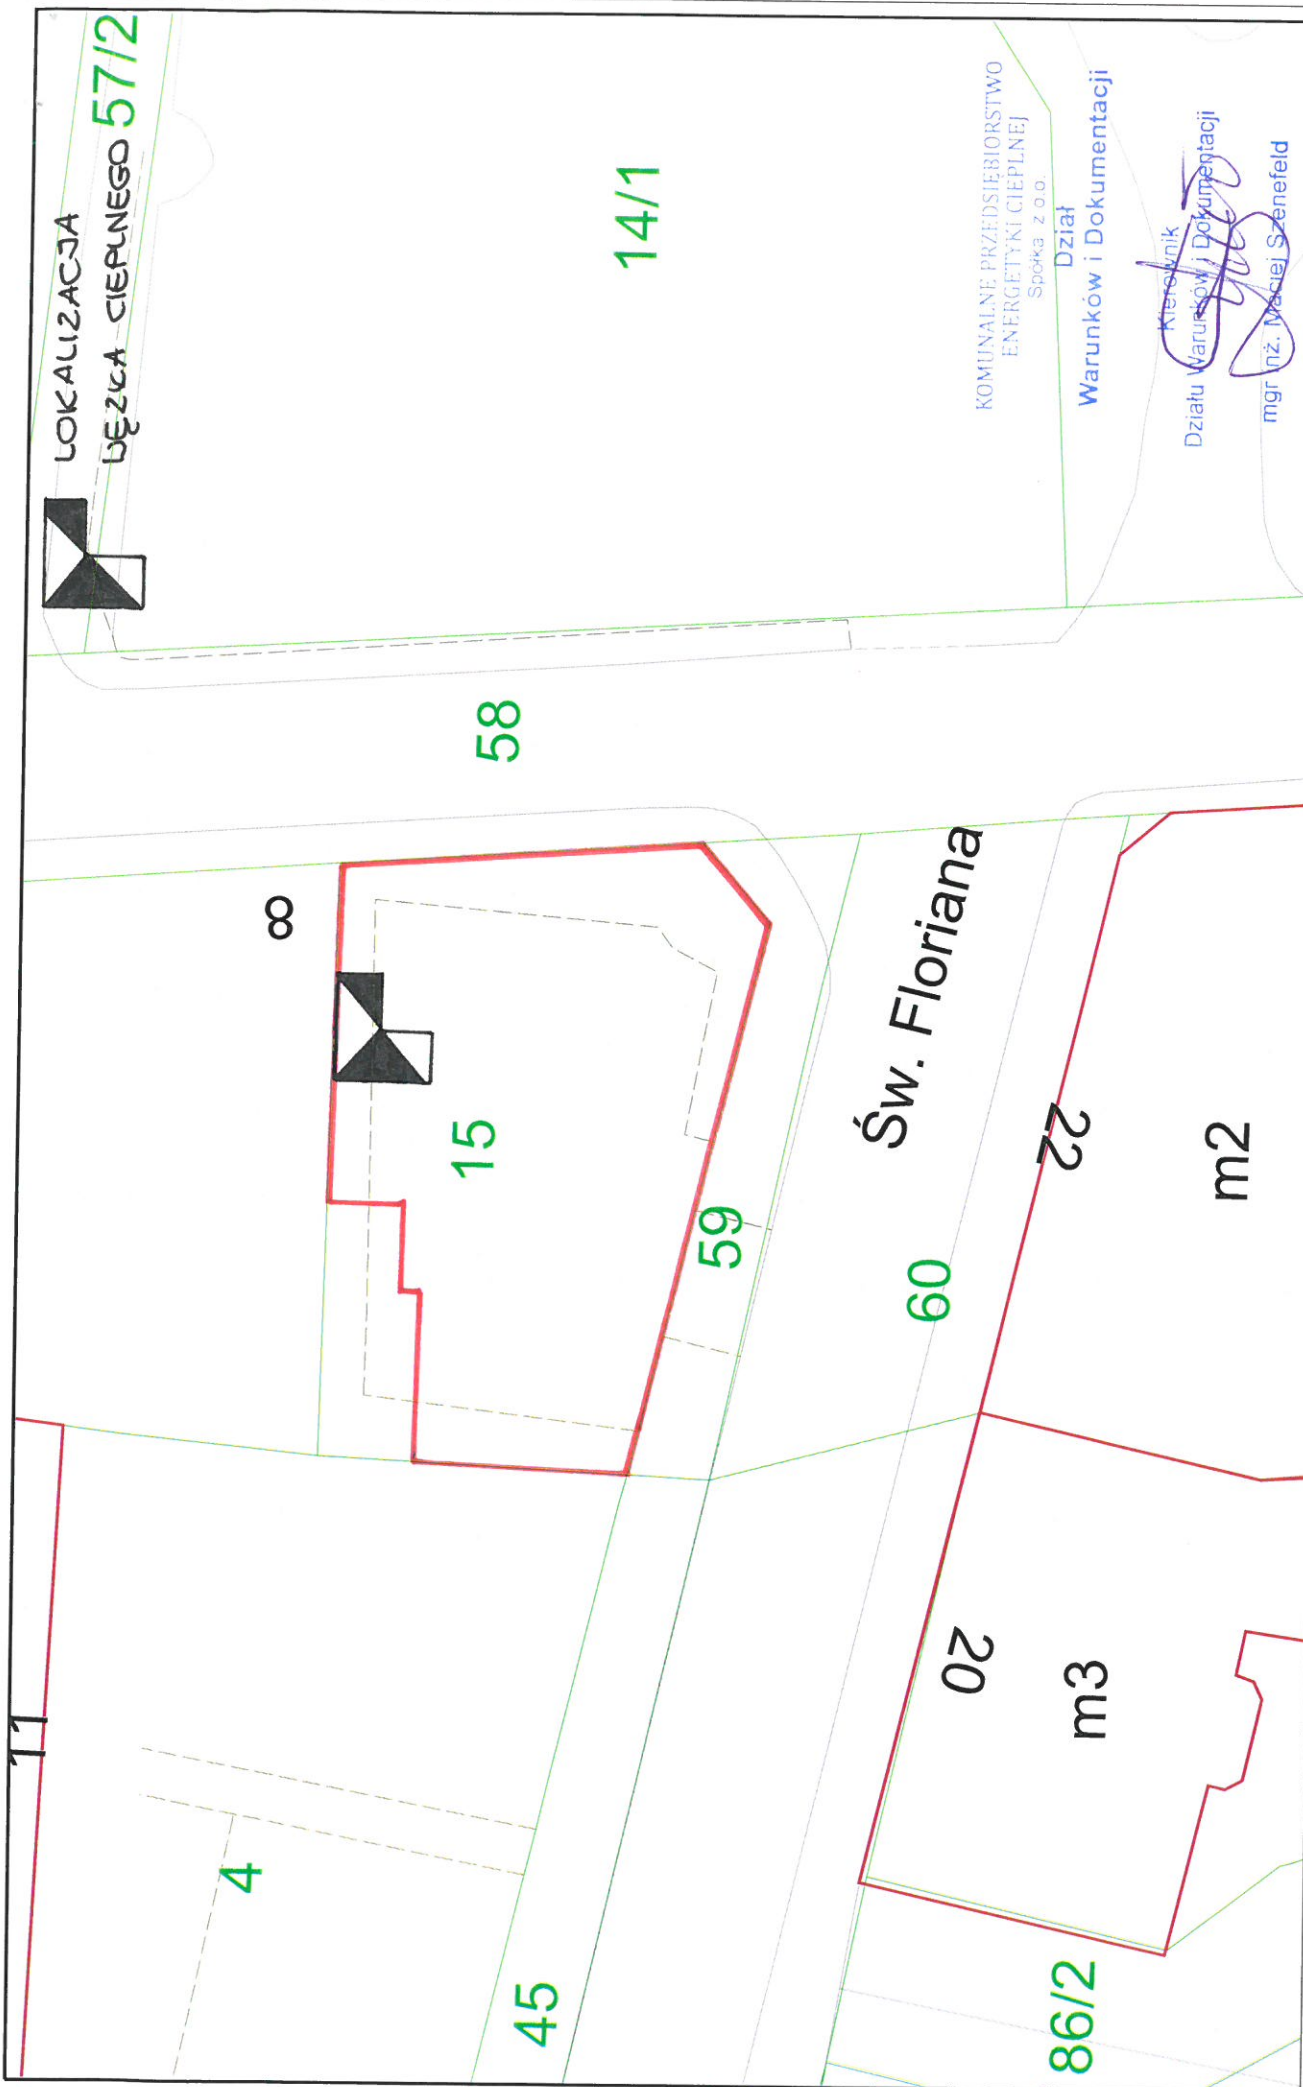 LOKALIZACJA
WĘZŁA CIEPLNEGO
57/2
14/1
KOMUNALNE PRZEDSIĘBIORSTWO
ENERGETYKI CIEPLNEJ
Spółka z o.o.
Dział
Warunków i Dokumentacji
Kierownik
Działu Warunków i Dokumentacji
mgr inż. Maciej Szenefeld
58
8
15
Św. Floriana
59
60
22
m2
11
4
20
m3
45
86/2